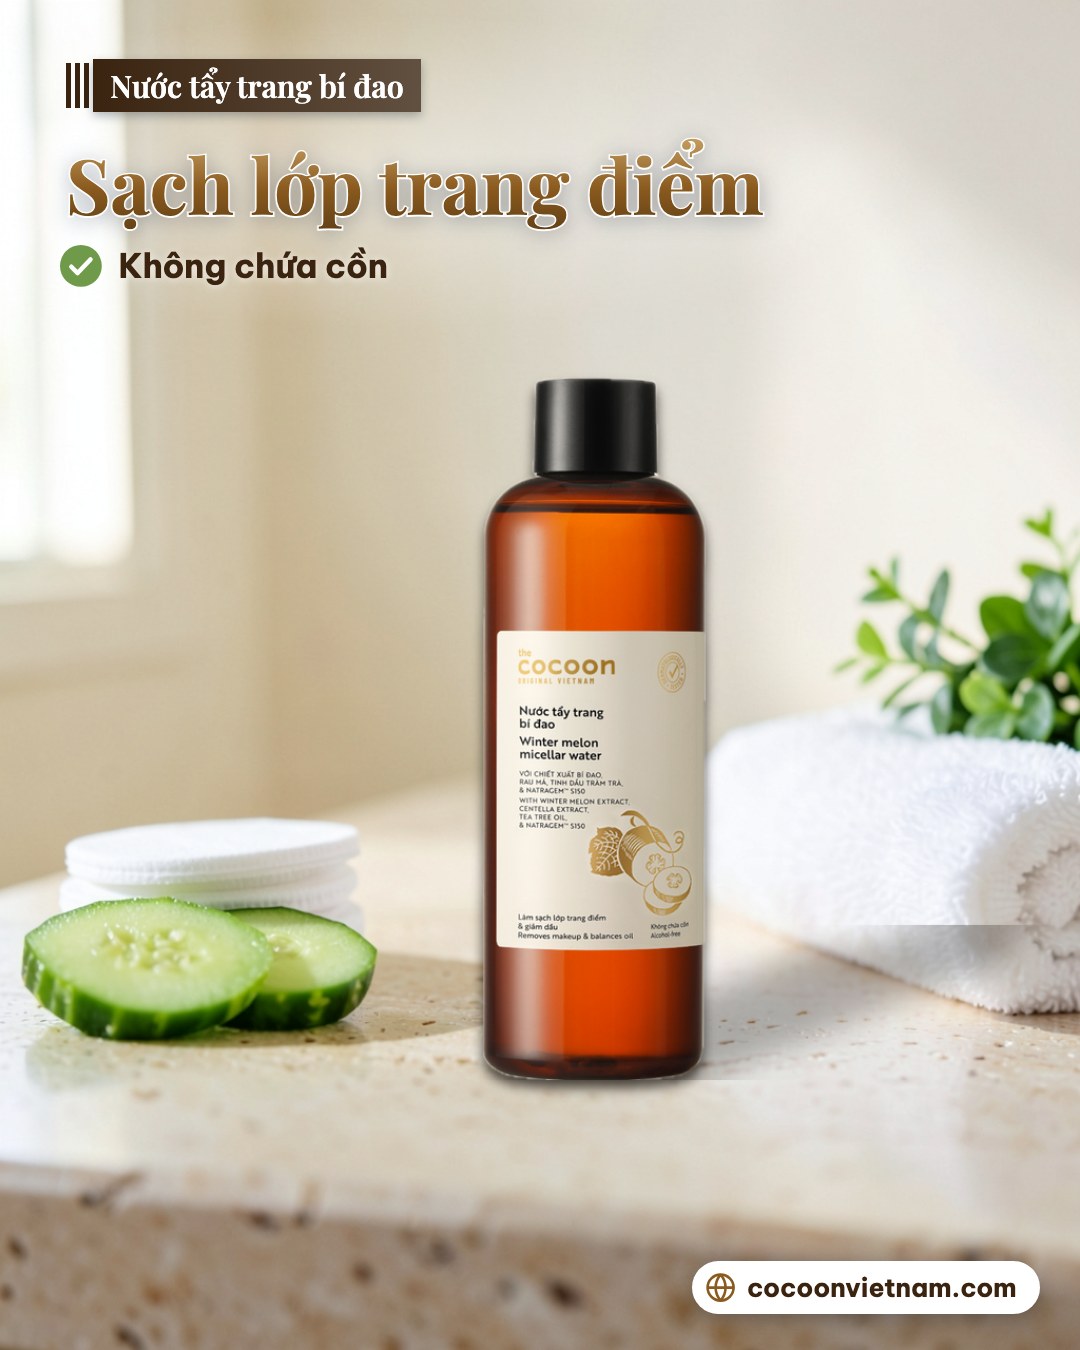 Nước tẩy trang bí đao
Sạch lớp trang điểm
Không chứa cồn
the
cocoon
ORIGINAL VIETNAM
Nước tẩy trang
bí đao
Winter melon
micellar water
VỚI CHIẾT XUẤT BÍ ĐAO,
RAU MÁ, TINH DẦU TRÀM TRÀ,
& NATRAGEM™ S150
WITH WINTER MELON EXTRACT,
CENTELLA EXTRACT,
TEA TREE OIL,
& NATRAGEM™ S150
Làm sạch lớp trang điểm
& giảm dầu
Removes makeup & balances oil
Không chứa cồn
Alcohol-free
cocoonvietnam.com